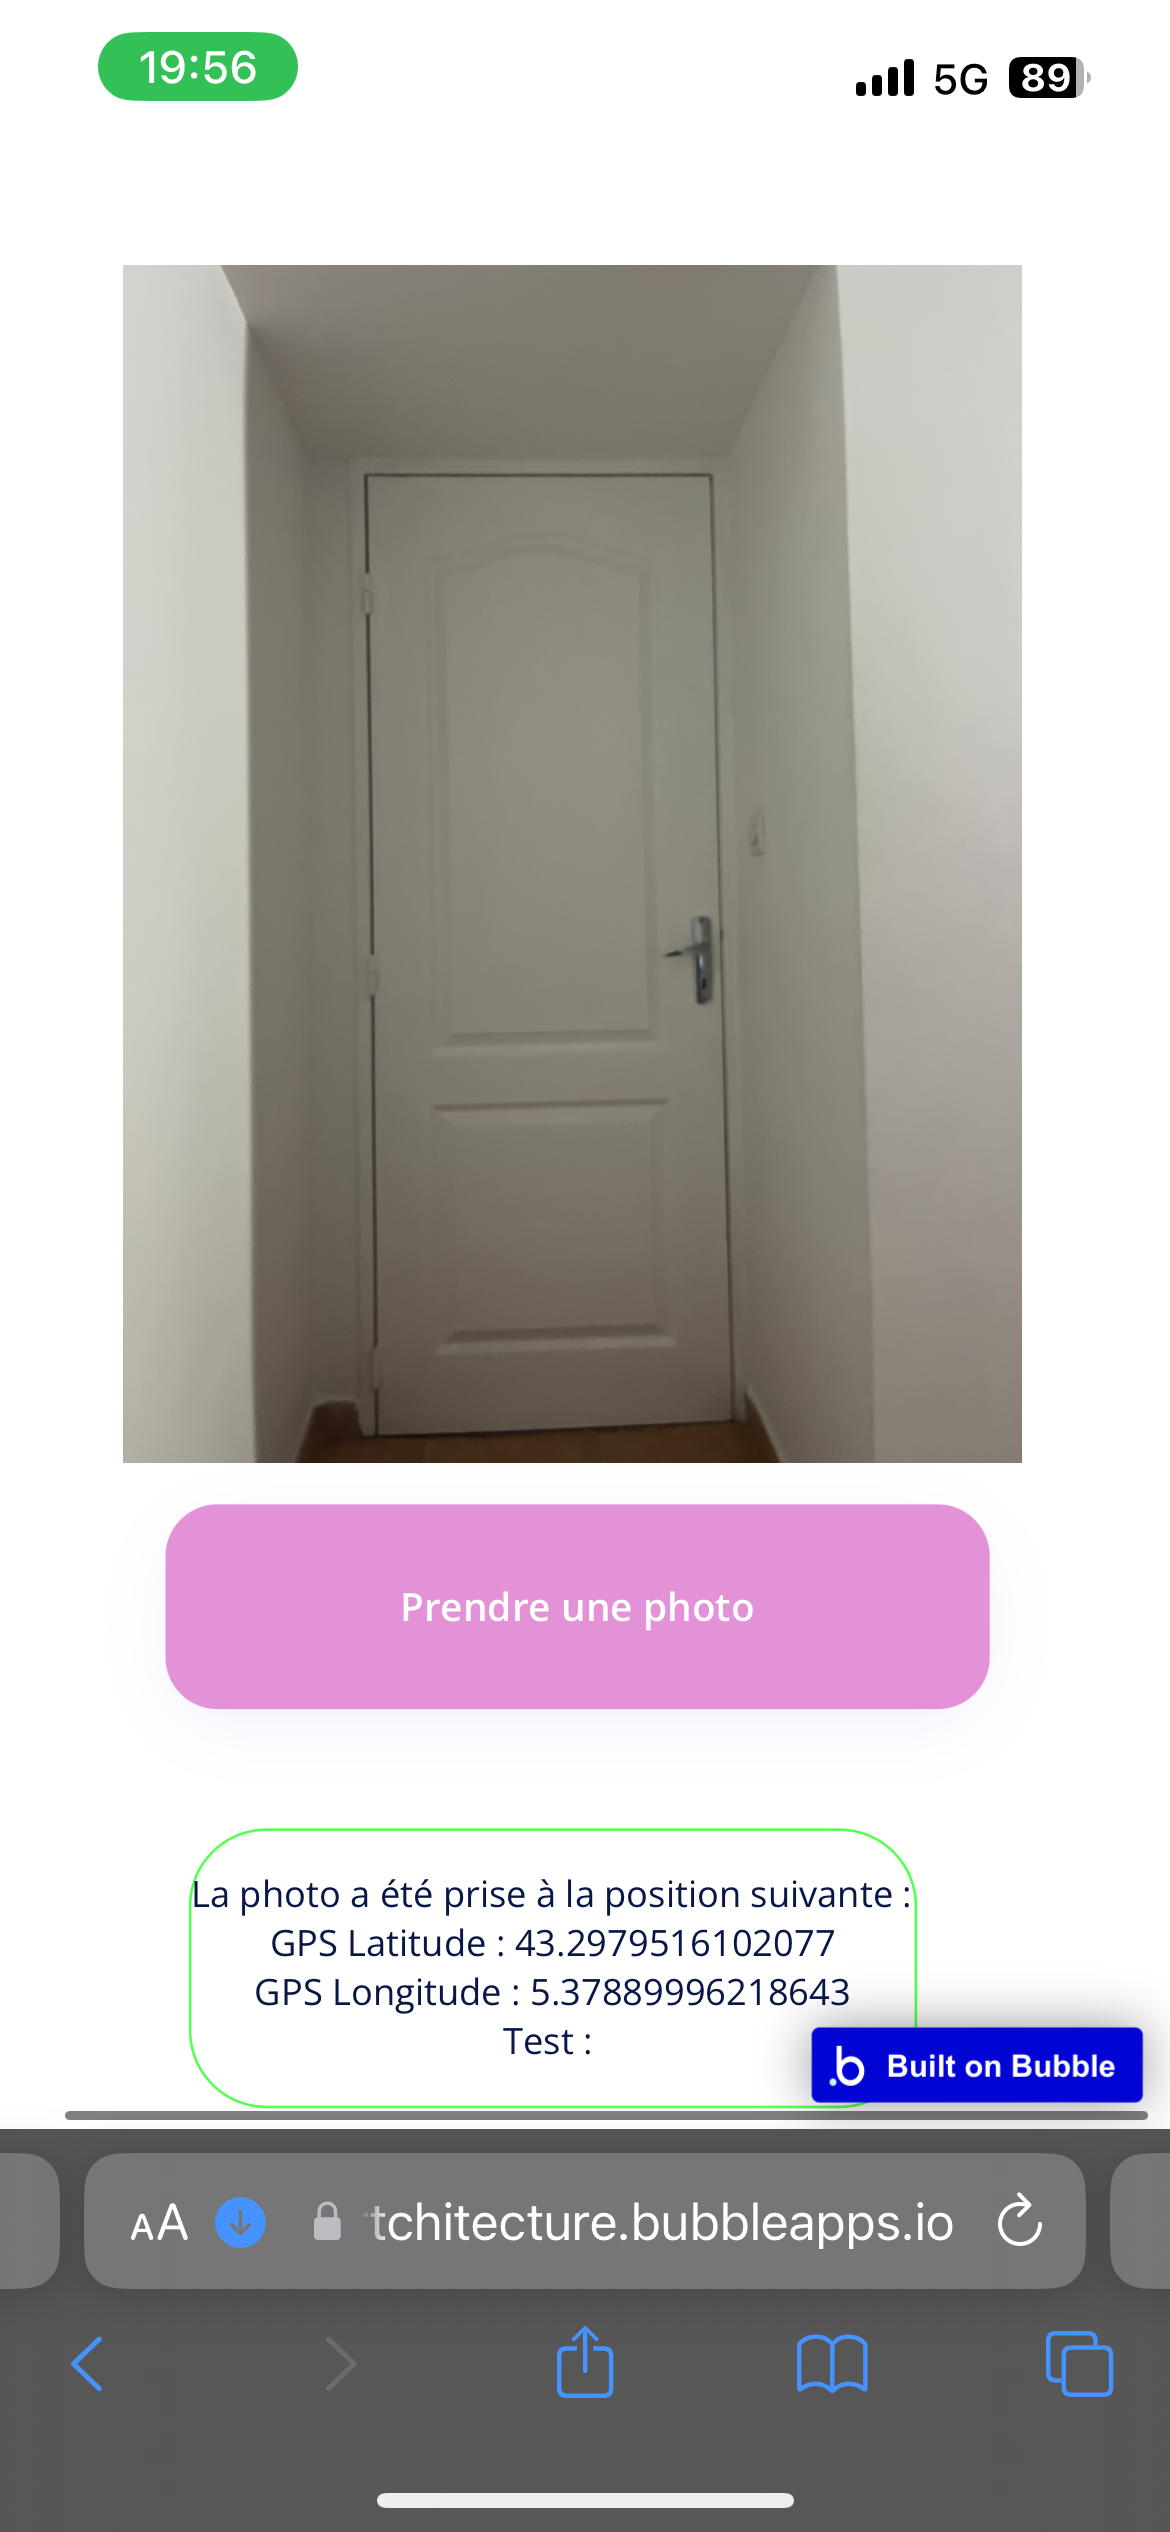 19:56
5G 89
Prendre une photo
La photo a été prise à la position suivante :
GPS Latitude : 43.2979516102077
GPS Longitude : 5.37889996218643
Test :
Built on Bubble
AA tchitecture.bubbleapps.io